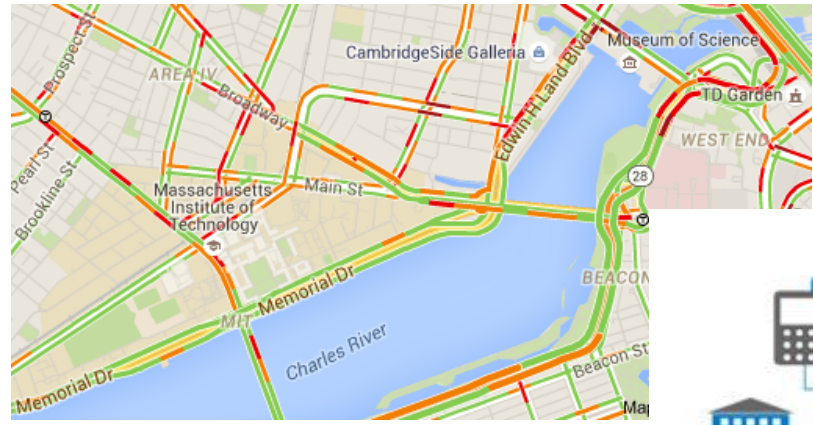 Prospect St
CambridgeSide Galleria
Edwin H Land Blvd
Museum of Science
AREA IV
Broadway
TD Garden
WEST END
Pearl St
Brookline St
Massachusetts
Institute of
Technology
Main St
28
T
T
BEACON
Memorial Dr
MIT
Charles River
Memorial Dr
Beacon St